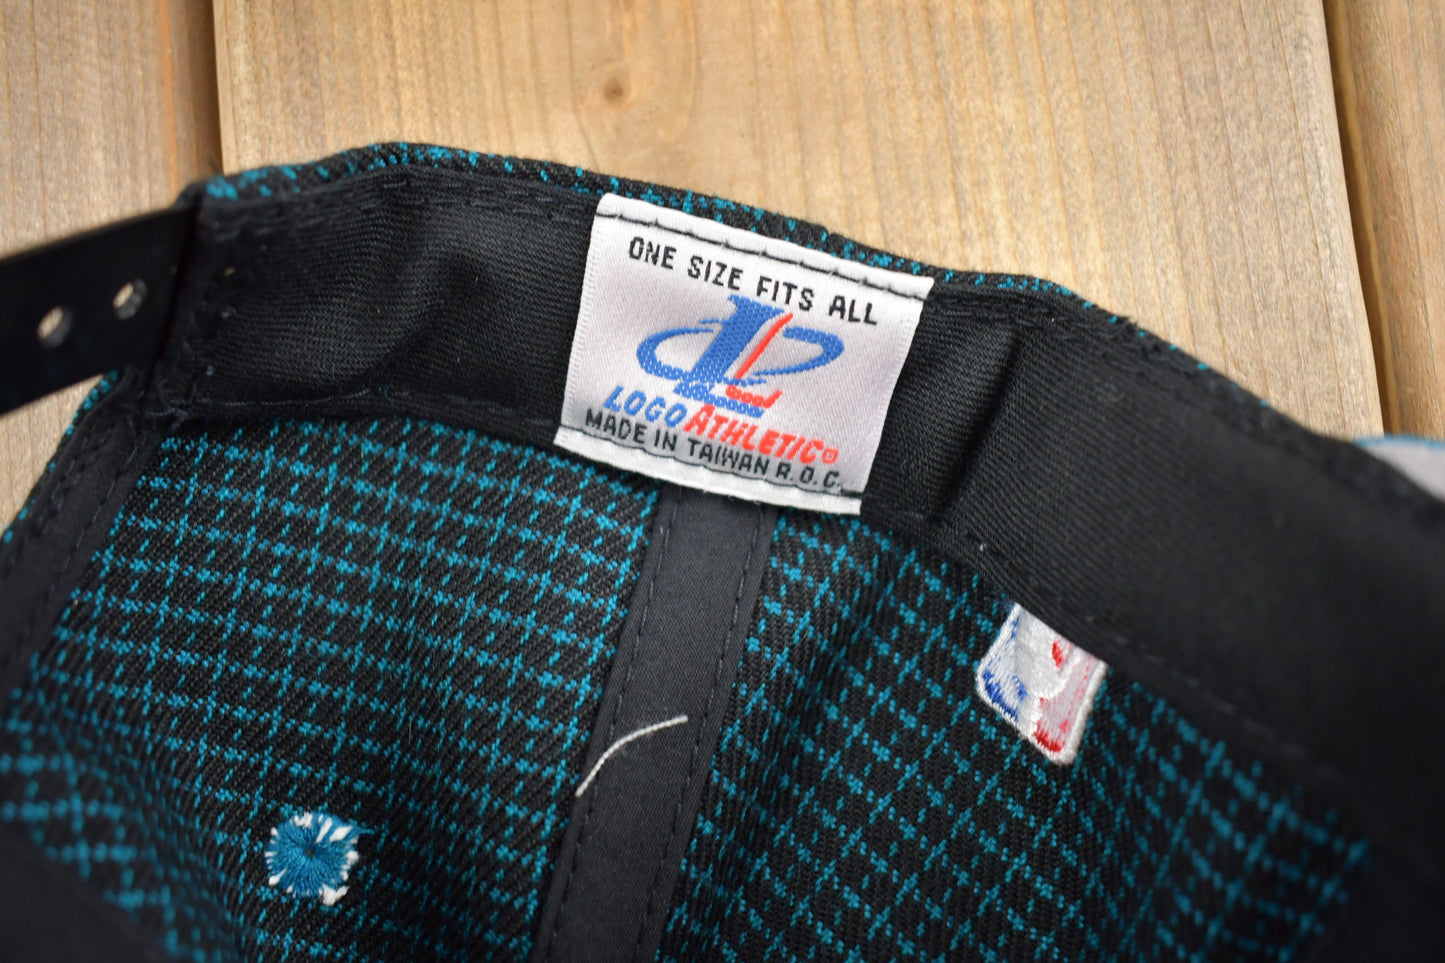 ONE SIZE FITS ALL
LOGO ATHLETIC®
MADE IN TAIWAN R.O.C.